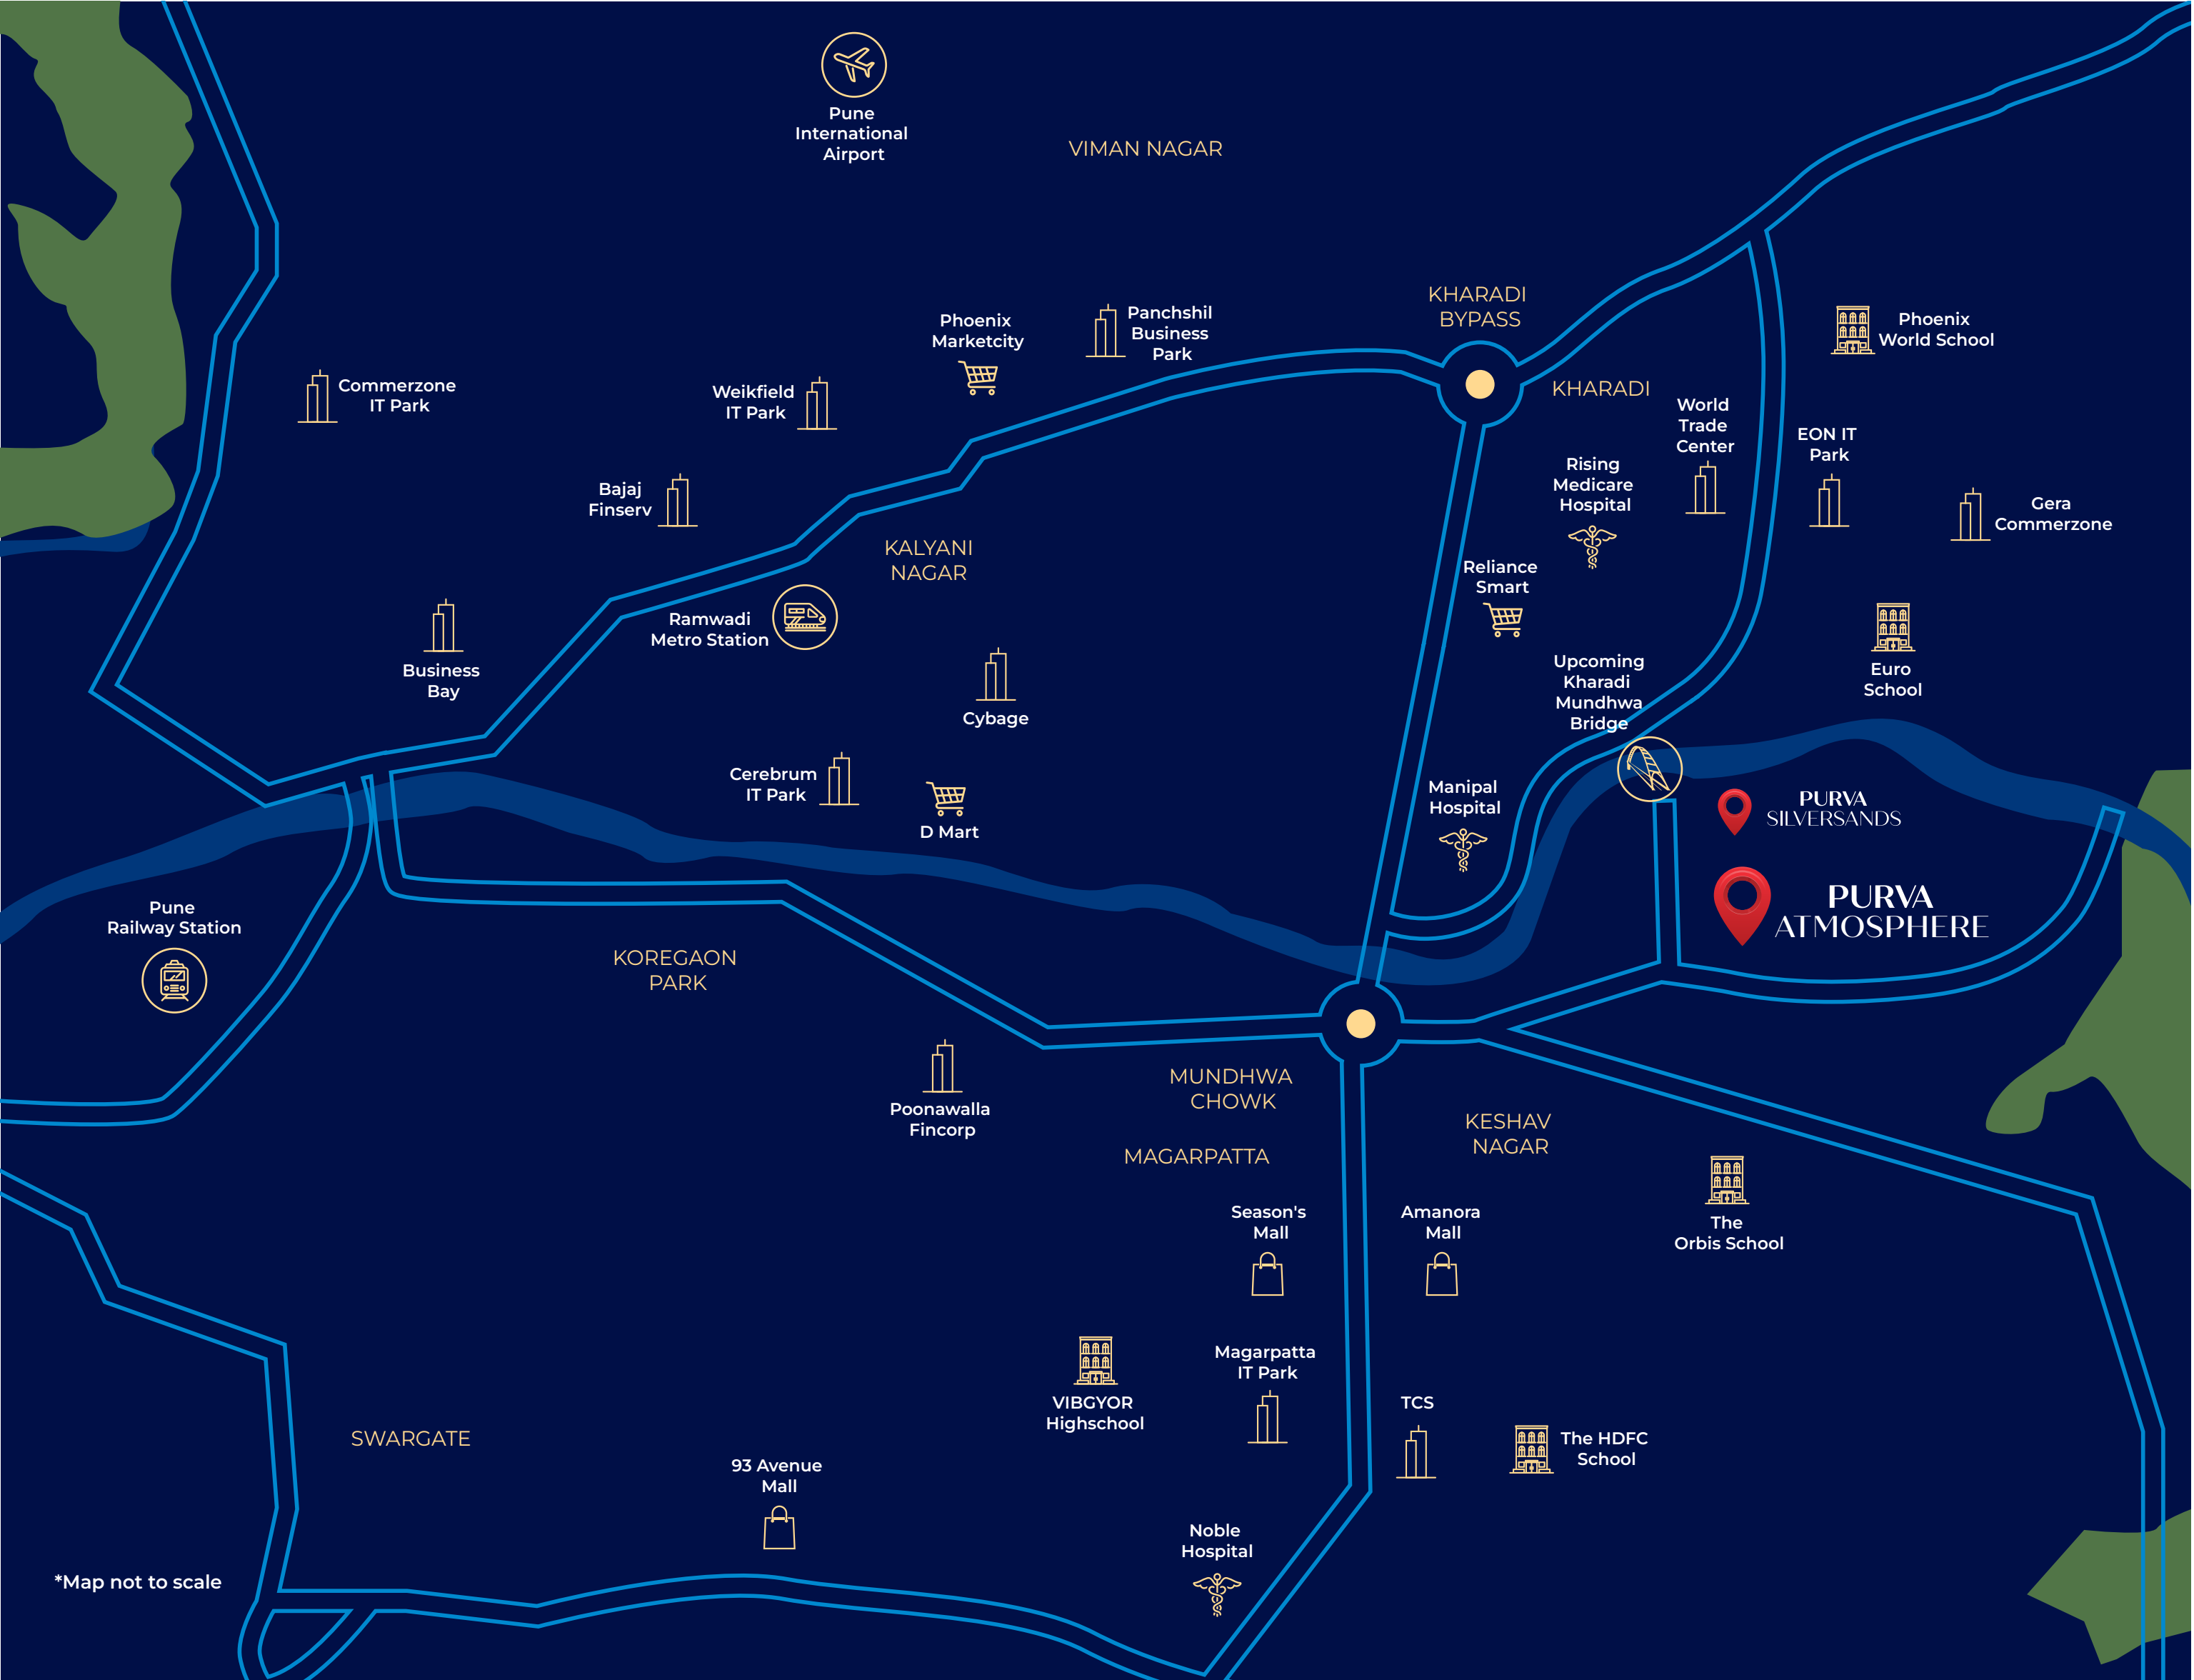 Pune
International
Airport
VIMAN NAGAR
KHARADI
BYPASS
Phoenix
Marketcity
Panchshil
Business
Park
Phoenix
World School
Commerzone
IT Park
Weikfield
IT Park
KHARADI
World
Trade
Center
EON IT
Park
Bajaj
Finserv
Rising
Medicare
Hospital
Gera
Commerzone
KALYANI
NAGAR
Reliance
Smart
Ramwadi
Metro Station
Business
Bay
Upcoming
Kharadi
Mundhwa
Bridge
Euro
School
Cybage
Cerebrum
IT Park
D Mart
Manipal
Hospital
PURVA
SILVERSANDS
PURVA
ATMOSPHERE
Pune
Railway Station
KOREGAON
PARK
MUNDHWA
CHOWK
Poonawalla
Fincorp
KESHAV
NAGAR
MAGARPATTA
Season's
Mall
Amanora
Mall
The
Orbis School
Magarpatta
IT Park
VIBGYOR
Highschool
TCS
The HDFC
School
SWARGATE
93 Avenue
Mall
Noble
Hospital
*Map not to scale